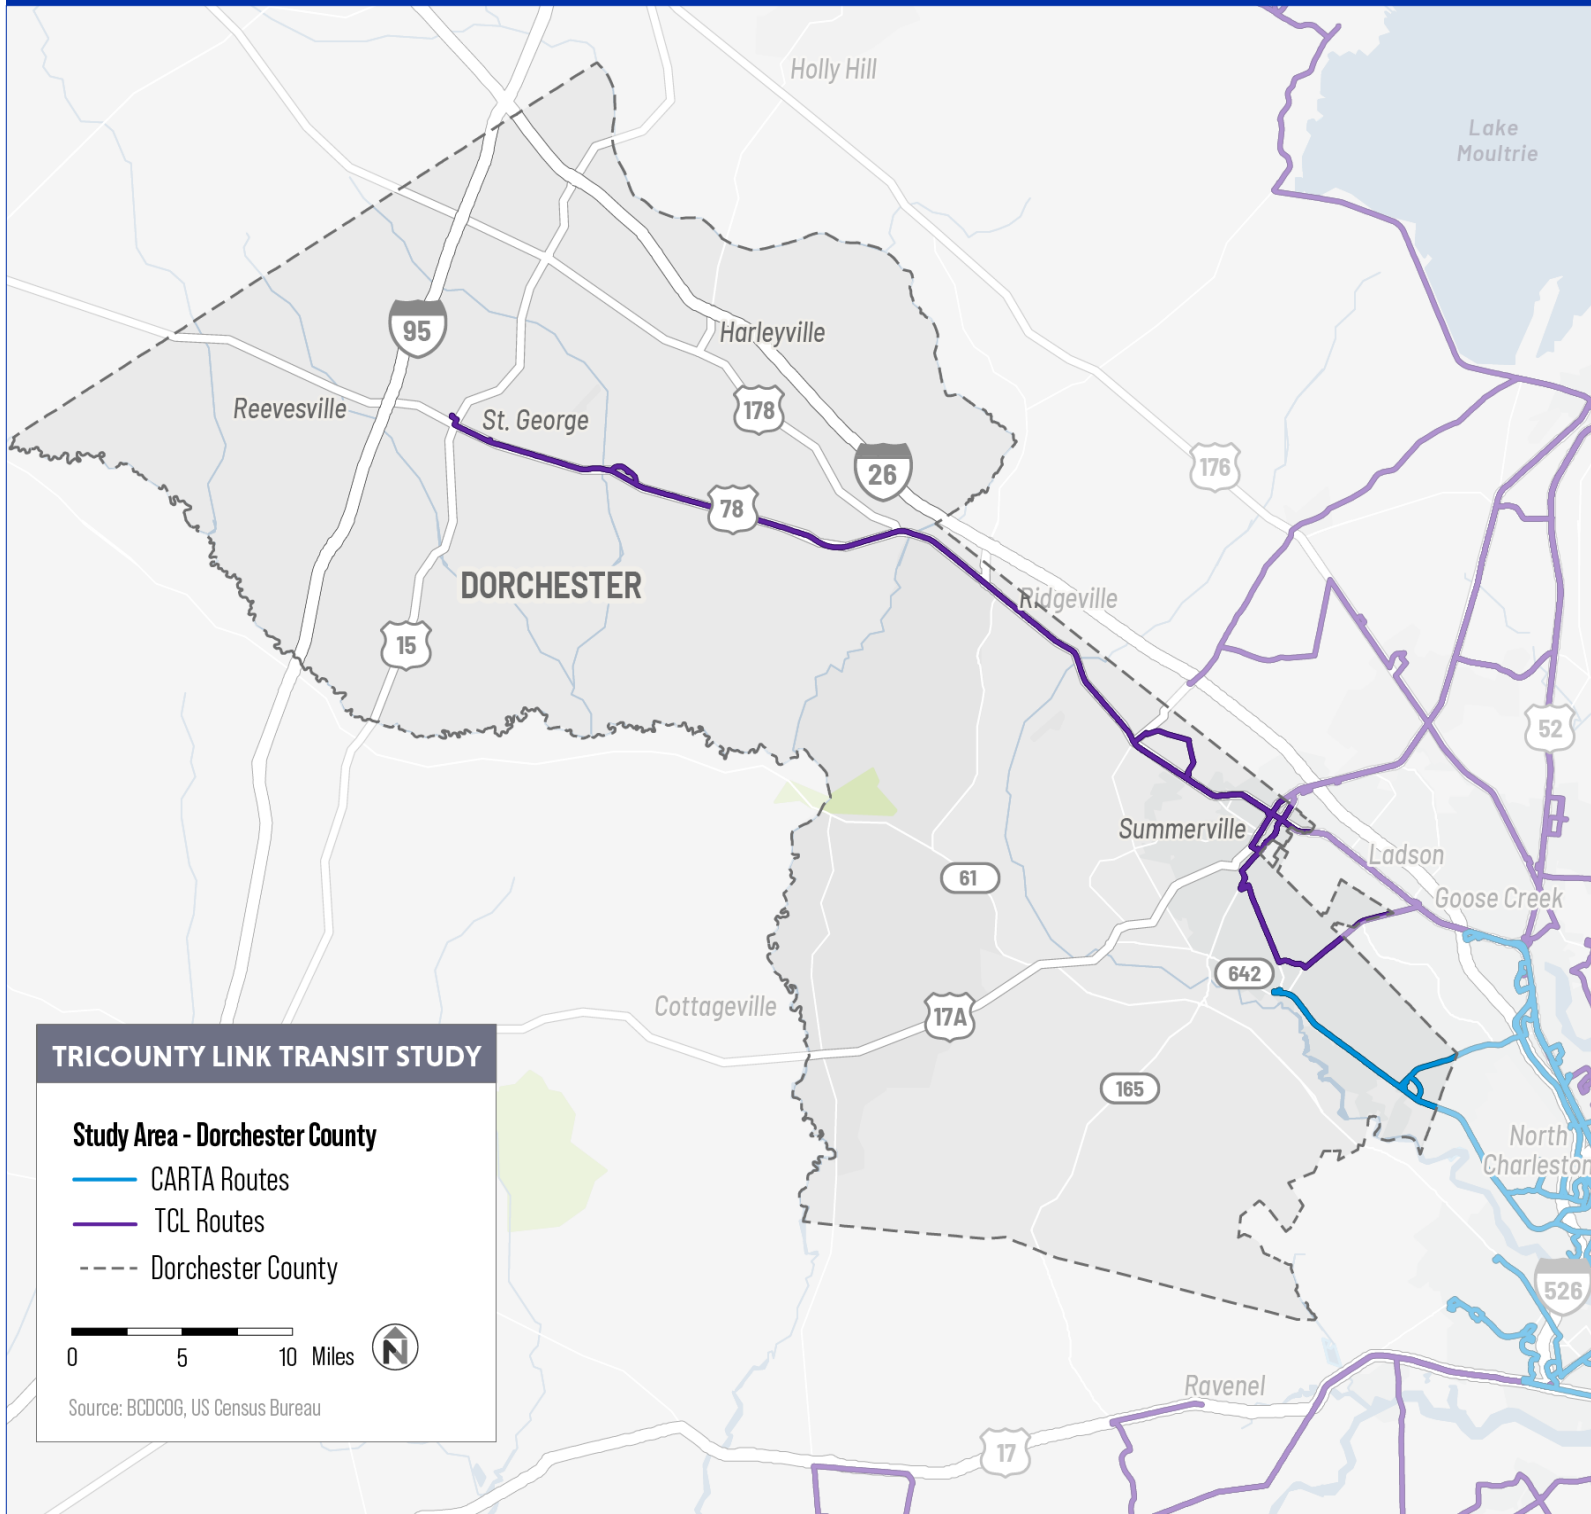 Holly Hill
Lake
Moultrie
95
Harleyville
Reevesville
St. George
178
26
176
78
DORCHESTER
Ridgeville
15
52
Summerville
Ladson
61
Goose Creek
642
Cottageville
17A
165
North
Charleston
526
Ravenel
17
TRICOUNTY LINK TRANSIT STUDY
Study Area - Dorchester County
CARTA Routes
TCL Routes
Dorchester County
0 5 10 Miles
N
Source: BCDCOG, US Census Bureau